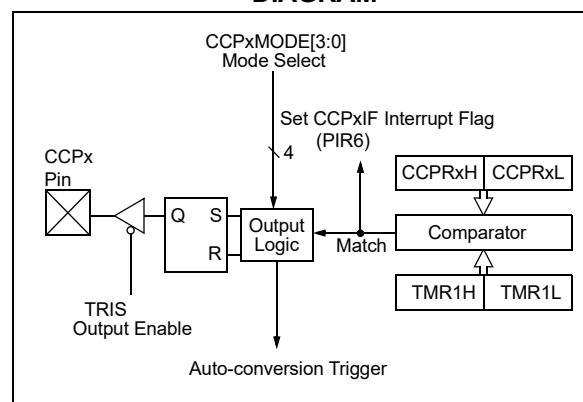 DIAGRAM
CCPxMODE[3:0]
Mode Select
Set CCPxIF Interrupt Flag
(PIR6)
4
CCPx
Pin
CCPRxH CCPRxL
Q S
R
Output
Logic
Match
Comparator
TRIS
Output Enable
TMR1H TMR1L
Auto-conversion Trigger